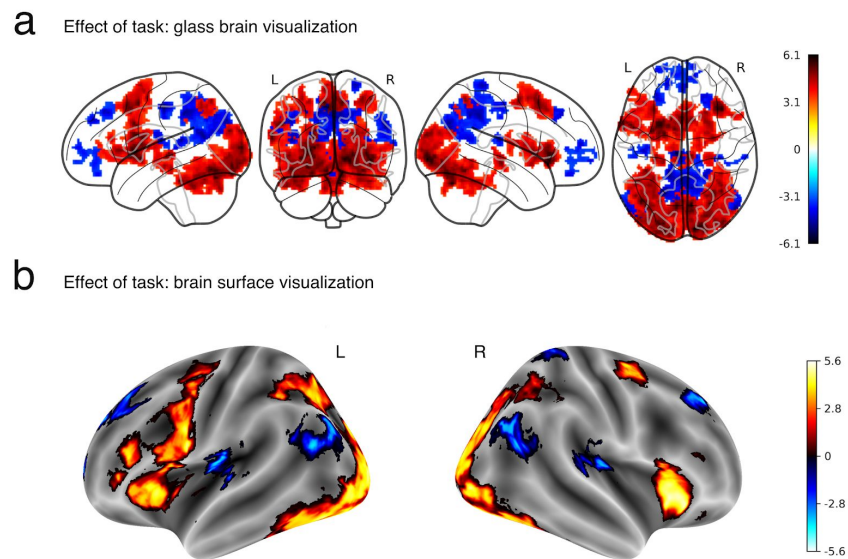 a
Effect of task: glass brain visualization
L
R
L
R
6.1
3.1
0
-3.1
-6.1
b
Effect of task: brain surface visualization
L
R
5.6
2.8
0
-2.8
-5.6